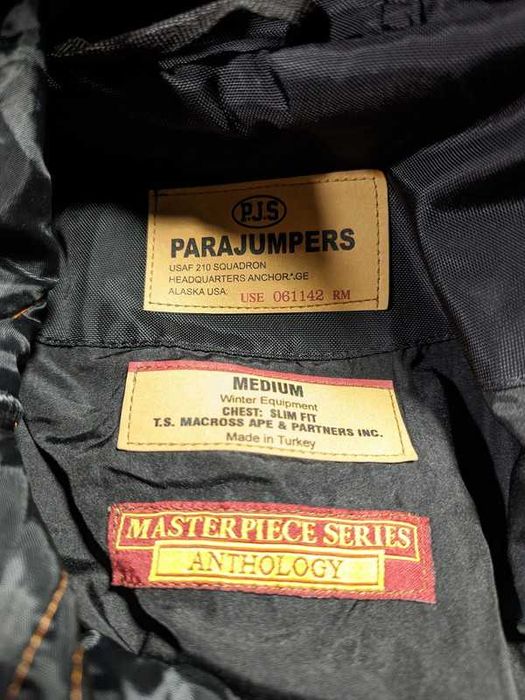 P.J.S
PARAJUMPERS
USAF 210 SQUADRON
HEADQUARTERS ANCHOR*.GE
ALASKA USA: USE 061142 RM
MEDIUM
Winter Equipment
CHEST: SLIM FIT
T.S. MACROSS APE & PARTNERS INC.
Made in Turkey
MASTERPIECE SERIES
ANTHOLOGY